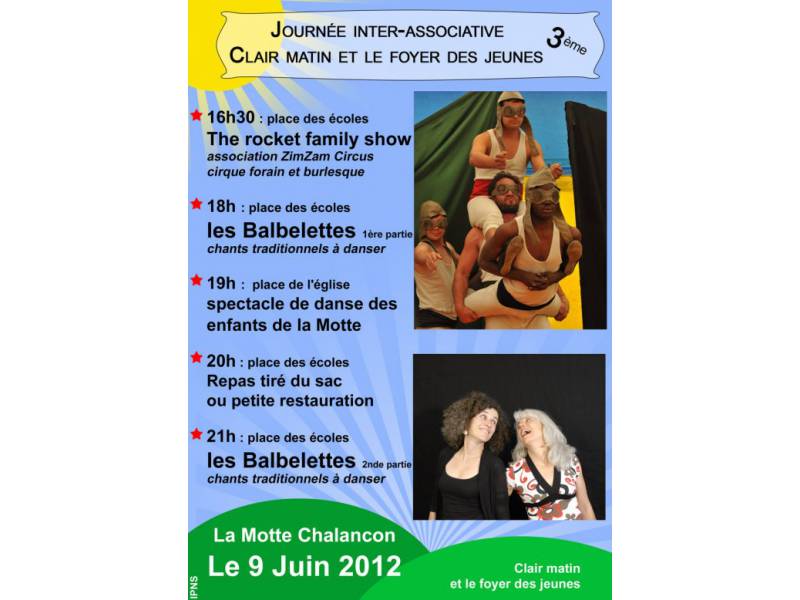 JOURNÉE INTER-ASSOCIATIVE
CLAIR MATIN ET LE FOYER DES JEUNES
3ème
16h30 : place des écoles
The rocket family show
association ZimZam Circus
cirque forain et burlesque
18h : place des écoles
les Balbelettes 1ère partie
chants traditionnels à danser
19h : place de l'église
spectacle de danse des
enfants de la Motte
20h : place des écoles
Repas tiré du sac
ou petite restauration
21h : place des écoles
les Balbelettes 2nde partie
chants traditionnels à danser
La Motte Chalancon
Le 9 Juin 2012
Clair matin
et le foyer des jeunes
IPNS